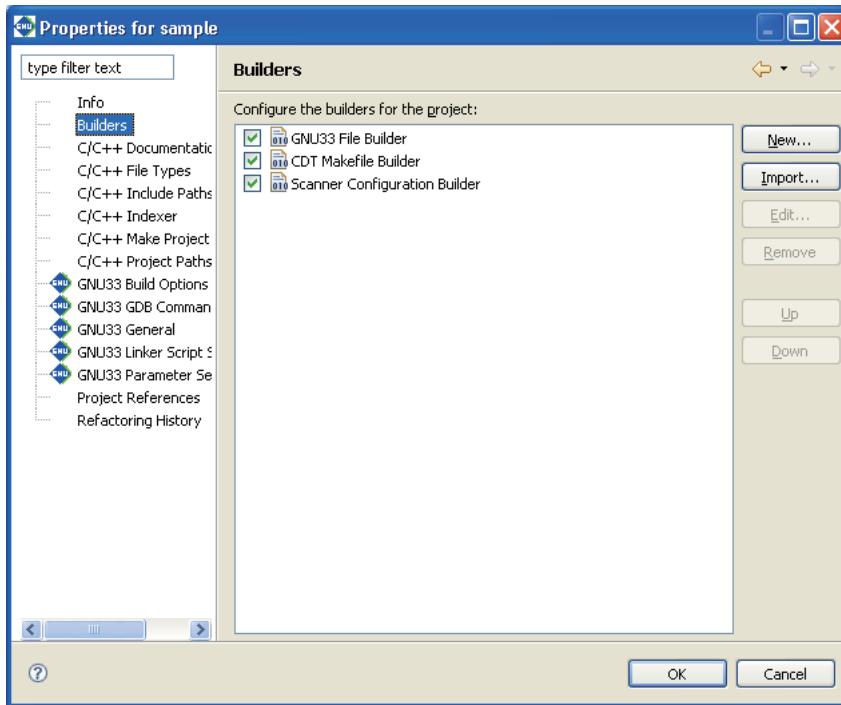 Properties for sample
type filter text
Builders
Info
Builders
C/C++ Documentatic
C/C++ File Types
C/C++ Include Paths
C/C++ Indexer
C/C++ Make Project
C/C++ Project Paths
GNU33 Build Options
GNU33 GDB Comman
GNU33 General
GNU33 Linker Script S
GNU33 Parameter Se
Project References
Refactoring History
Configure the builders for the project:
GNU33 File Builder
CDT Makefile Builder
Scanner Configuration Builder
New...
Import...
Edit...
Remove
Up
Down
OK
Cancel